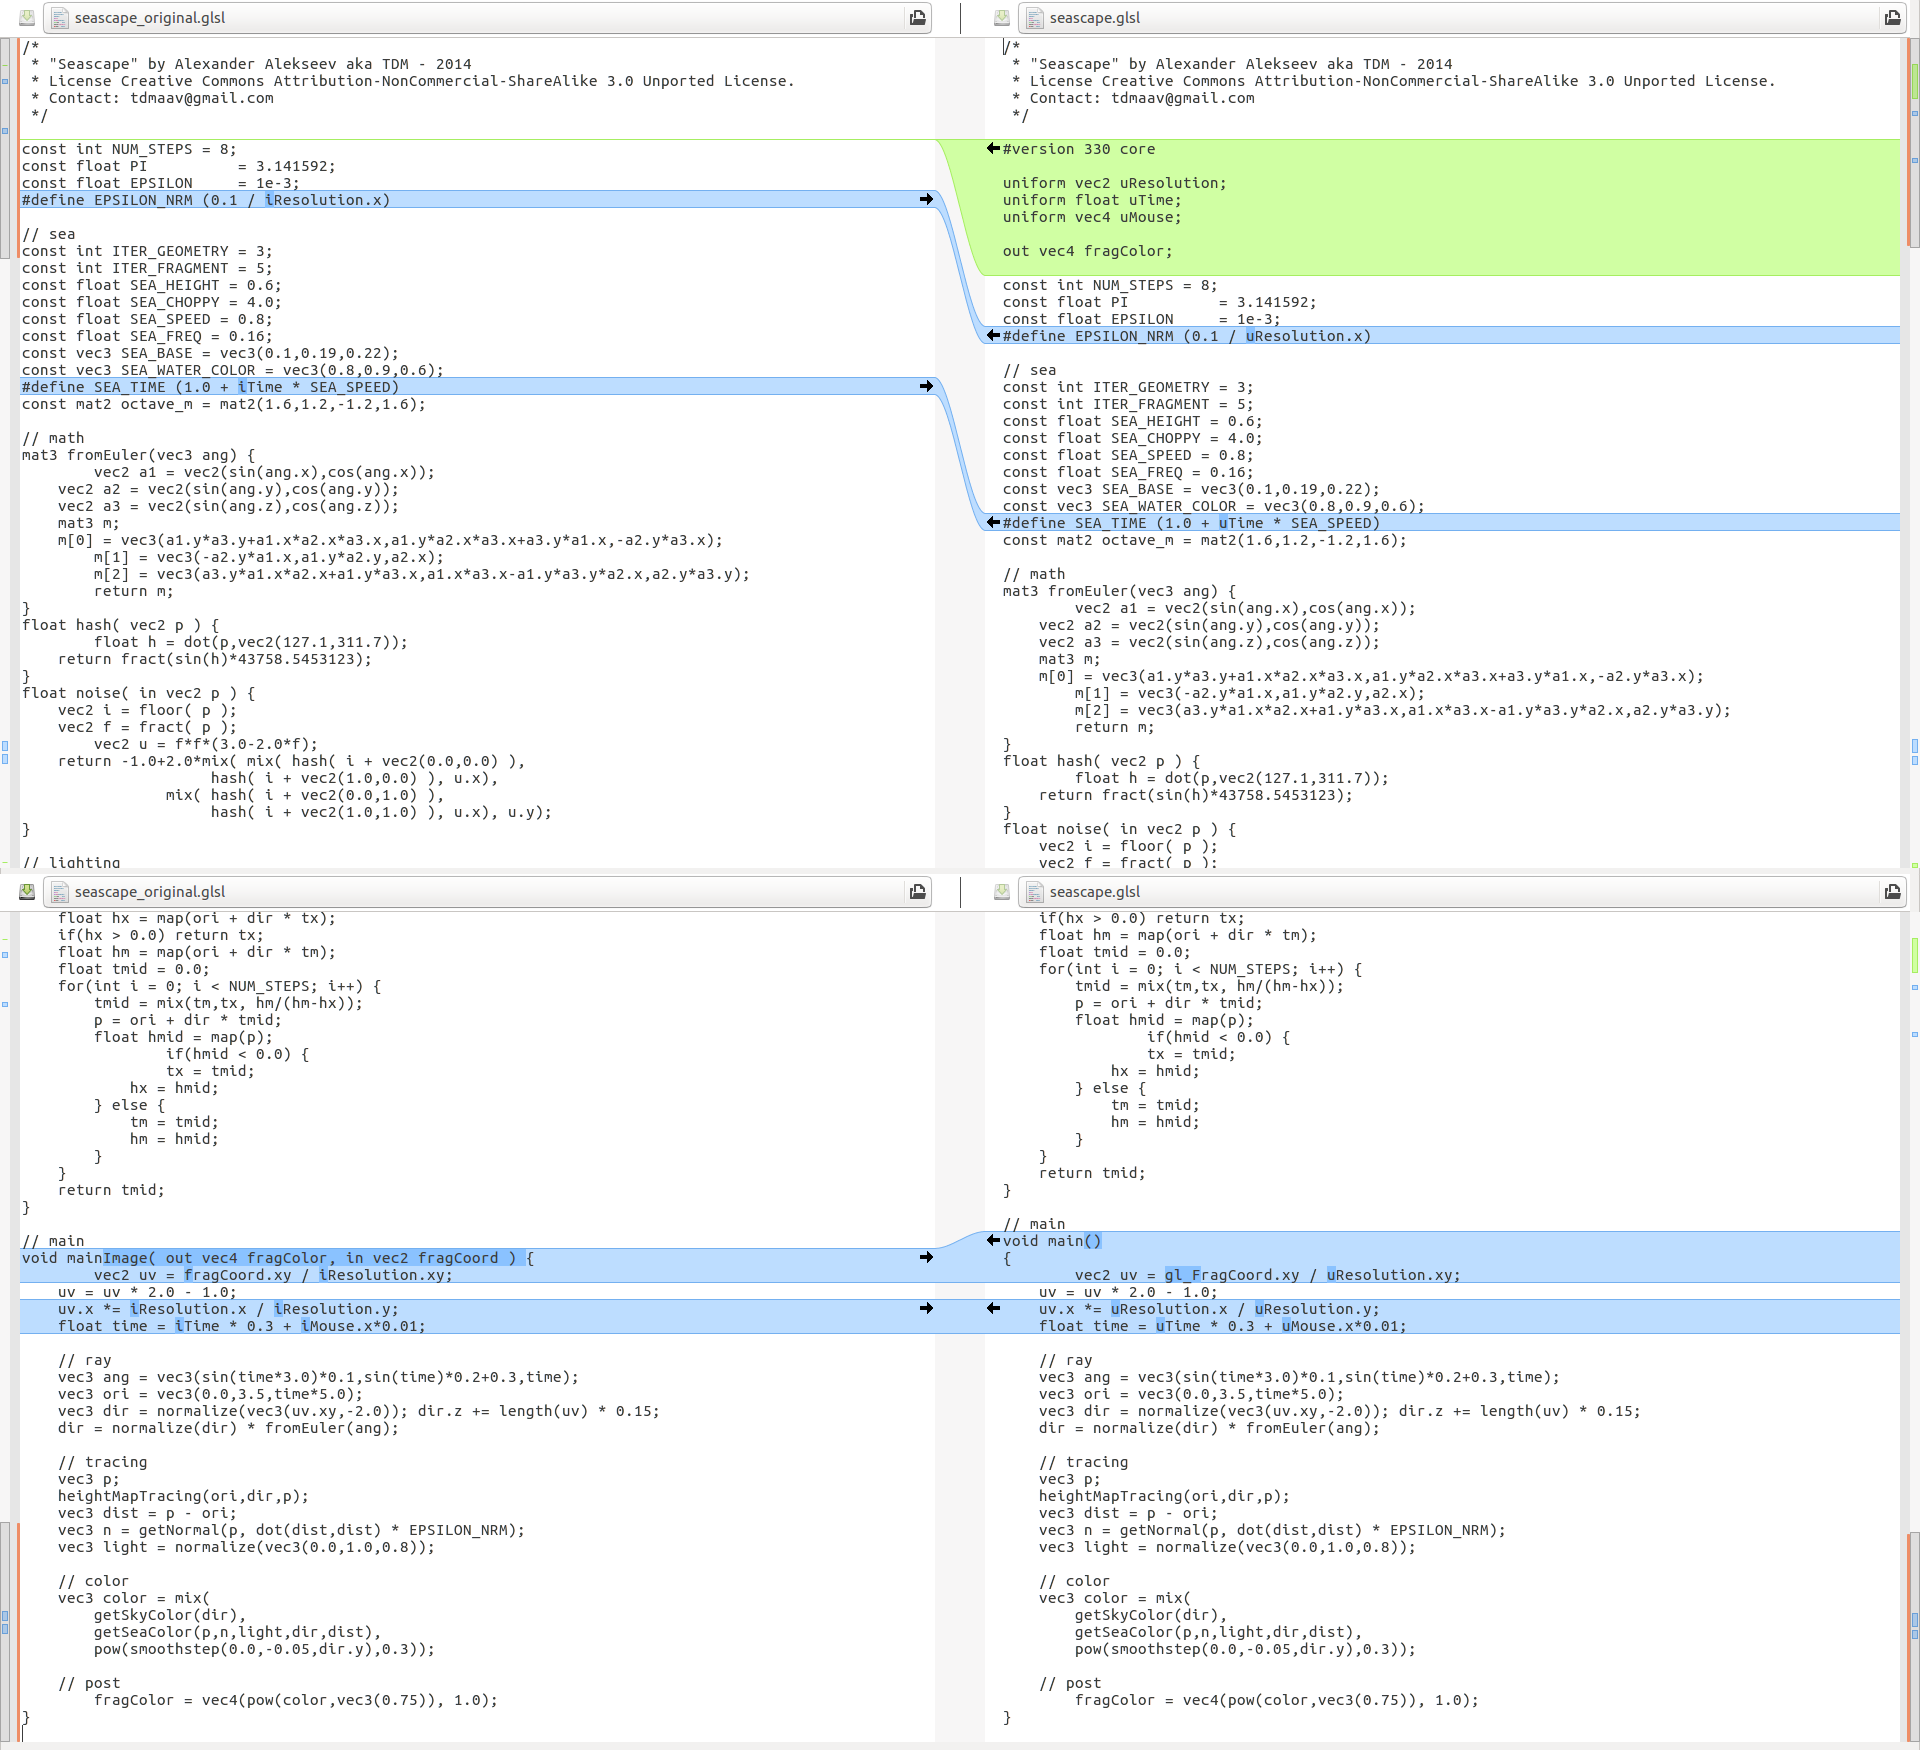 seascape_original.glsl
/*
 * "Seascape" by Alexander Alekseev aka TDM - 2014
 * License Creative Commons Attribution-NonCommercial-ShareAlike 3.0 Unported License.
 * Contact: tdmaav@gmail.com
 */

const int NUM_STEPS = 8;
const float PI          = 3.141592;
const float EPSILON     = 1e-3;
#define EPSILON_NRM (0.1 / iResolution.x)

// sea
const int ITER_GEOMETRY = 3;
const int ITER_FRAGMENT = 5;
const float SEA_HEIGHT = 0.6;
const float SEA_CHOPPY = 4.0;
const float SEA_SPEED = 0.8;
const float SEA_FREQ = 0.16;
const vec3 SEA_BASE = vec3(0.1,0.19,0.22);
const vec3 SEA_WATER_COLOR = vec3(0.8,0.9,0.6);
#define SEA_TIME (1.0 + iTime * SEA_SPEED)
const mat2 octave_m = mat2(1.6,1.2,-1.2,1.6);

// math
mat3 fromEuler(vec3 ang) {
        vec2 a1 = vec2(sin(ang.x),cos(ang.x));
    vec2 a2 = vec2(sin(ang.y),cos(ang.y));
    vec2 a3 = vec2(sin(ang.z),cos(ang.z));
    mat3 m;
    m[0] = vec3(a1.y*a3.y+a1.x*a2.x*a3.x,a1.y*a2.x*a3.x+a3.y*a1.x,-a2.y*a3.x);
        m[1] = vec3(-a2.y*a1.x,a1.y*a2.y,a2.x);
        m[2] = vec3(a3.y*a1.x*a2.x+a1.y*a3.x,a1.x*a3.x-a1.y*a3.y*a2.x,a2.y*a3.y);
        return m;
}
float hash( vec2 p ) {
        float h = dot(p,vec2(127.1,311.7));
    return fract(sin(h)*43758.5453123);
}
float noise( in vec2 p ) {
    vec2 i = floor( p );
    vec2 f = fract( p );
        vec2 u = f*f*(3.0-2.0*f);
    return -1.0+2.0*mix( mix( hash( i + vec2(0.0,0.0) ),
                     hash( i + vec2(1.0,0.0) ), u.x),
                mix( hash( i + vec2(0.0,1.0) ),
                     hash( i + vec2(1.0,1.0) ), u.x), u.y);
}

// lighting
seascape.glsl
/*
 * "Seascape" by Alexander Alekseev aka TDM - 2014
 * License Creative Commons Attribution-NonCommercial-ShareAlike 3.0 Unported License.
 * Contact: tdmaav@gmail.com
 */

#version 330 core

uniform vec2 uResolution;
uniform float uTime;
uniform vec4 uMouse;

out vec4 fragColor;

const int NUM_STEPS = 8;
const float PI          = 3.141592;
const float EPSILON     = 1e-3;
#define EPSILON_NRM (0.1 / uResolution.x)

// sea
const int ITER_GEOMETRY = 3;
const int ITER_FRAGMENT = 5;
const float SEA_HEIGHT = 0.6;
const float SEA_CHOPPY = 4.0;
const float SEA_SPEED = 0.8;
const float SEA_FREQ = 0.16;
const vec3 SEA_BASE = vec3(0.1,0.19,0.22);
const vec3 SEA_WATER_COLOR = vec3(0.8,0.9,0.6);
#define SEA_TIME (1.0 + uTime * SEA_SPEED)
const mat2 octave_m = mat2(1.6,1.2,-1.2,1.6);

// math
mat3 fromEuler(vec3 ang) {
        vec2 a1 = vec2(sin(ang.x),cos(ang.x));
    vec2 a2 = vec2(sin(ang.y),cos(ang.y));
    vec2 a3 = vec2(sin(ang.z),cos(ang.z));
    mat3 m;
    m[0] = vec3(a1.y*a3.y+a1.x*a2.x*a3.x,a1.y*a2.x*a3.x+a3.y*a1.x,-a2.y*a3.x);
        m[1] = vec3(-a2.y*a1.x,a1.y*a2.y,a2.x);
        m[2] = vec3(a3.y*a1.x*a2.x+a1.y*a3.x,a1.x*a3.x-a1.y*a3.y*a2.x,a2.y*a3.y);
        return m;
}
float hash( vec2 p ) {
        float h = dot(p,vec2(127.1,311.7));
    return fract(sin(h)*43758.5453123);
}
float noise( in vec2 p ) {
    vec2 i = floor( p );
    vec2 f = fract( p );
seascape_original.glsl
    float hx = map(ori + dir * tx);
    if(hx > 0.0) return tx;
    float hm = map(ori + dir * tm);
    float tmid = 0.0;
    for(int i = 0; i < NUM_STEPS; i++) {
        tmid = mix(tm,tx, hm/(hm-hx));
        p = ori + dir * tmid;
        float hmid = map(p);
                if(hmid < 0.0) {
                tx = tmid;
            hx = hmid;
        } else {
            tm = tmid;
            hm = hmid;
        }
    }
    return tmid;
}

// main
void mainImage( out vec4 fragColor, in vec2 fragCoord ) {
        vec2 uv = fragCoord.xy / iResolution.xy;
    uv = uv * 2.0 - 1.0;
    uv.x *= iResolution.x / iResolution.y;
    float time = iTime * 0.3 + iMouse.x*0.01;

    // ray
    vec3 ang = vec3(sin(time*3.0)*0.1,sin(time)*0.2+0.3,time);
    vec3 ori = vec3(0.0,3.5,time*5.0);
    vec3 dir = normalize(vec3(uv.xy,-2.0)); dir.z += length(uv) * 0.15;
    dir = normalize(dir) * fromEuler(ang);

    // tracing
    vec3 p;
    heightMapTracing(ori,dir,p);
    vec3 dist = p - ori;
    vec3 n = getNormal(p, dot(dist,dist) * EPSILON_NRM);
    vec3 light = normalize(vec3(0.0,1.0,0.8));

    // color
    vec3 color = mix(
        getSkyColor(dir),
        getSeaColor(p,n,light,dir,dist),
        pow(smoothstep(0.0,-0.05,dir.y),0.3));

    // post
        fragColor = vec4(pow(color,vec3(0.75)), 1.0);
}
seascape.glsl
    if(hx > 0.0) return tx;
    float hm = map(ori + dir * tm);
    float tmid = 0.0;
    for(int i = 0; i < NUM_STEPS; i++) {
        tmid = mix(tm,tx, hm/(hm-hx));
        p = ori + dir * tmid;
        float hmid = map(p);
                if(hmid < 0.0) {
                tx = tmid;
            hx = hmid;
        } else {
            tm = tmid;
            hm = hmid;
        }
    }
    return tmid;
}

// main
void main()
{
        vec2 uv = gl_FragCoord.xy / uResolution.xy;
    uv = uv * 2.0 - 1.0;
    uv.x *= uResolution.x / uResolution.y;
    float time = uTime * 0.3 + uMouse.x*0.01;

    // ray
    vec3 ang = vec3(sin(time*3.0)*0.1,sin(time)*0.2+0.3,time);
    vec3 ori = vec3(0.0,3.5,time*5.0);
    vec3 dir = normalize(vec3(uv.xy,-2.0)); dir.z += length(uv) * 0.15;
    dir = normalize(dir) * fromEuler(ang);

    // tracing
    vec3 p;
    heightMapTracing(ori,dir,p);
    vec3 dist = p - ori;
    vec3 n = getNormal(p, dot(dist,dist) * EPSILON_NRM);
    vec3 light = normalize(vec3(0.0,1.0,0.8));

    // color
    vec3 color = mix(
        getSkyColor(dir),
        getSeaColor(p,n,light,dir,dist),
        pow(smoothstep(0.0,-0.05,dir.y),0.3));

    // post
        fragColor = vec4(pow(color,vec3(0.75)), 1.0);
}